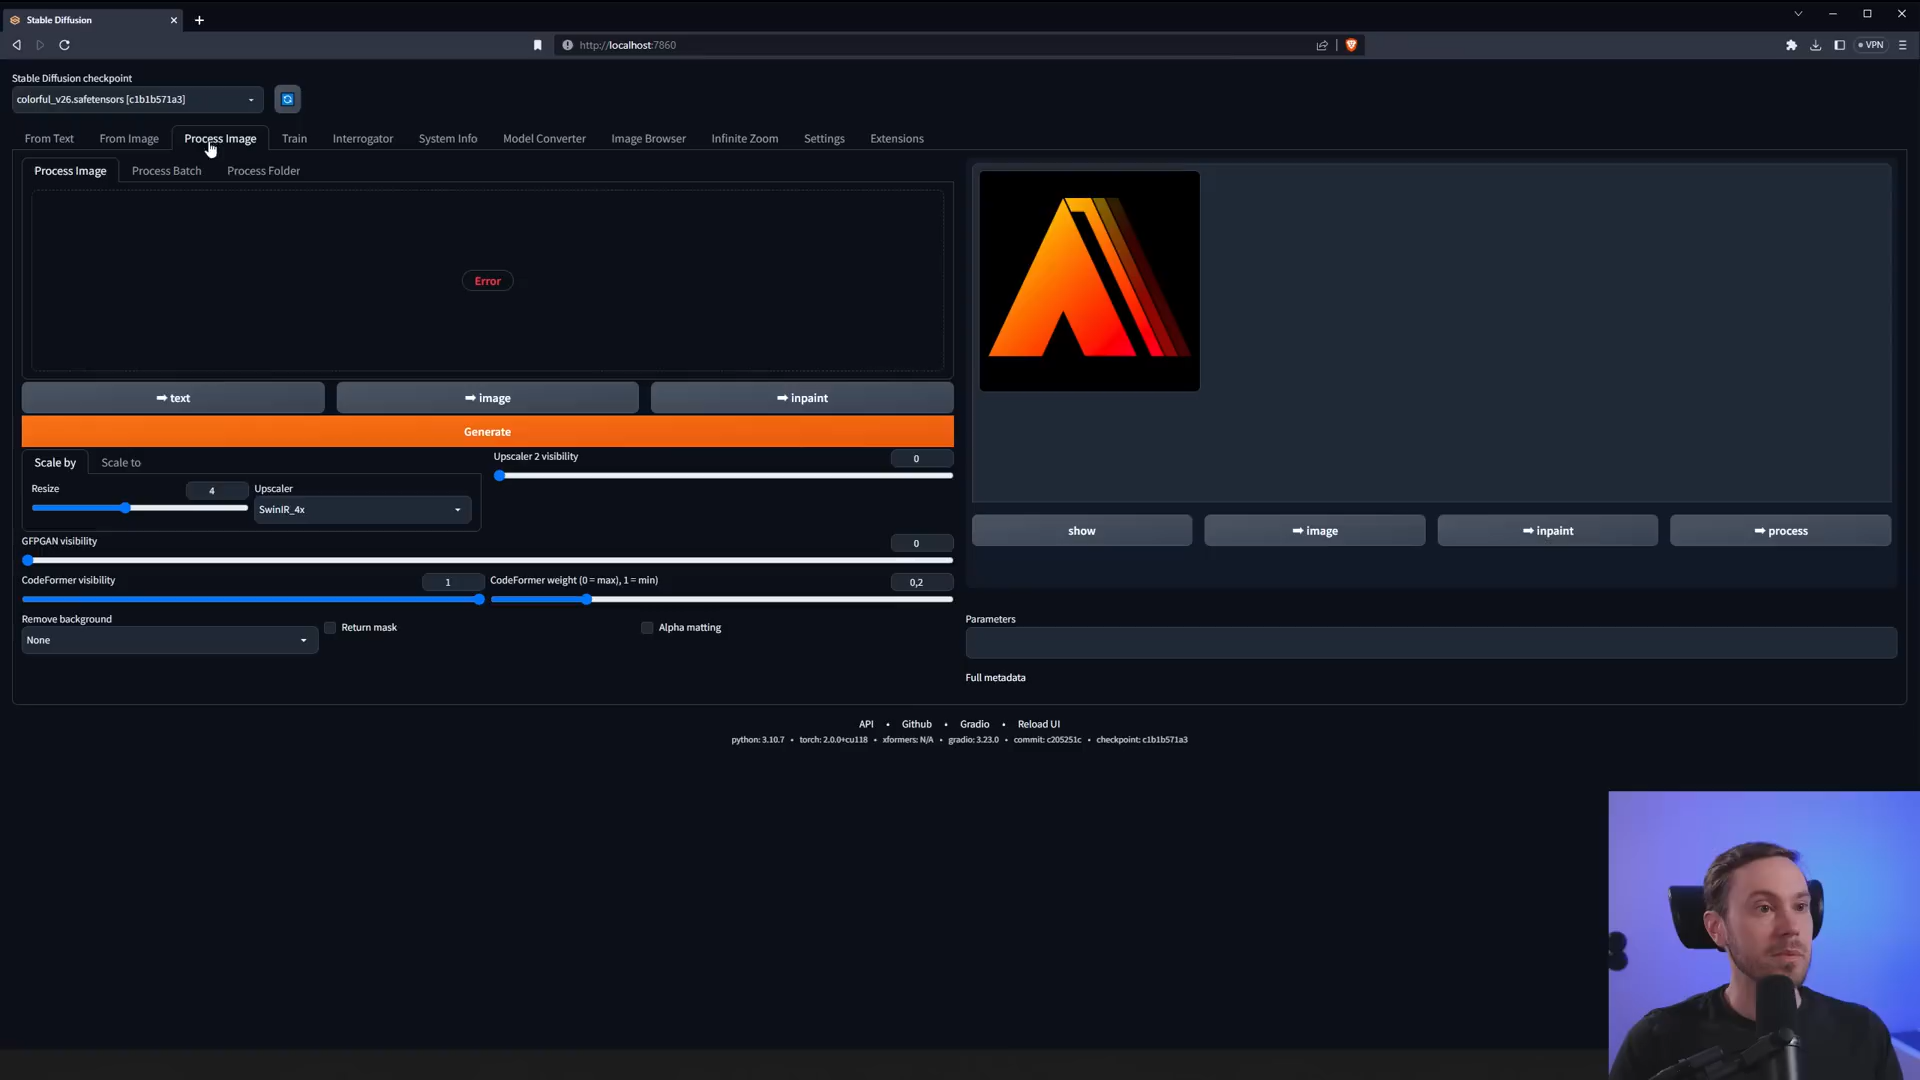 Stable Diffusion
http://localhost:7860
VPN
Stable Diffusion checkpoint
colorful_v26.safetensors [c1b1b571a3]
From Text From Image Process Image Train Interrogator System Info Model Converter Image Browser Infinite Zoom Settings Extensions
Process Image Process Batch Process Folder
Error
➡ text ➡ image ➡ inpaint
Generate
Scale by Scale to
Upscaler 2 visibility 0
Resize 4 Upscaler
SwinIR_4x
GFPGAN visibility 0
CodeFormer visibility 1 CodeFormer weight (0 = max), 1 = min) 0,2
Remove background
None
Return mask
Alpha matting
show ➡ image ➡ inpaint ➡ process
Parameters
Full metadata
API • Github • Gradio • Reload UI
python: 3.10.7 • torch: 2.0.0+cu118 • xformers: N/A • gradio: 3.23.0 • commit: c205251c • checkpoint: c1b1b571a3